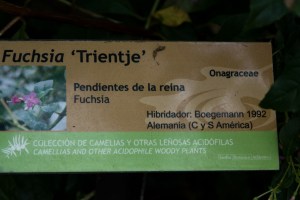 Fuchsia ‘Trientje’
Onagraceae
Pendientes de la reina
Fuchsia
Hibridador: Boegemann 1992
Alemania (C y S América)
COLECCIÓN DE CAMELIAS Y OTRAS LEÑOSAS ACIDÓFILAS
CAMELLIAS AND OTHER ACIDOPHILE WOODY PLANTS